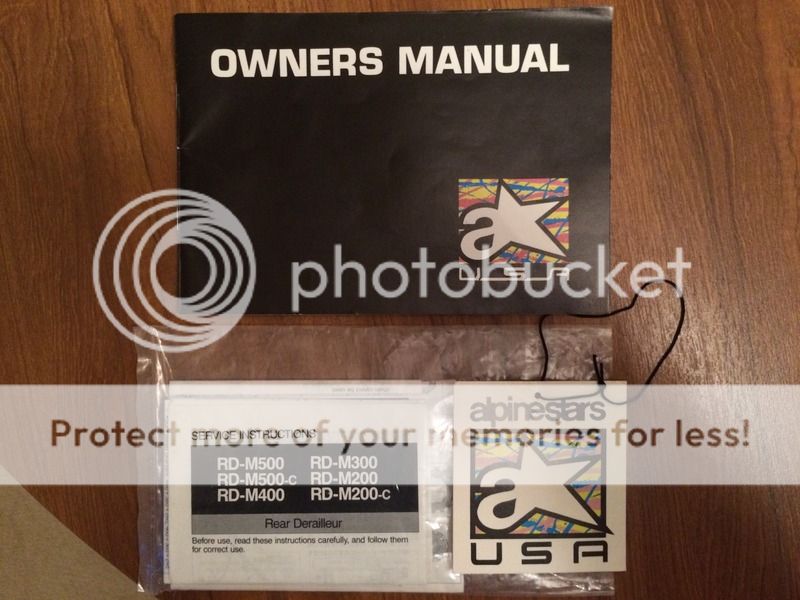 OWNERS MANUAL
a
USA
photobucket
Protect more of your memories for less!
alpinestars
a
USA
SERVICE INSTRUCTIONS
RD-M500 RD-M300
RD-M500-C RD-M200
RD-M400 RD-M200-C
Rear Derailleur
Before use, read these instructions carefully, and follow them
for correct use.